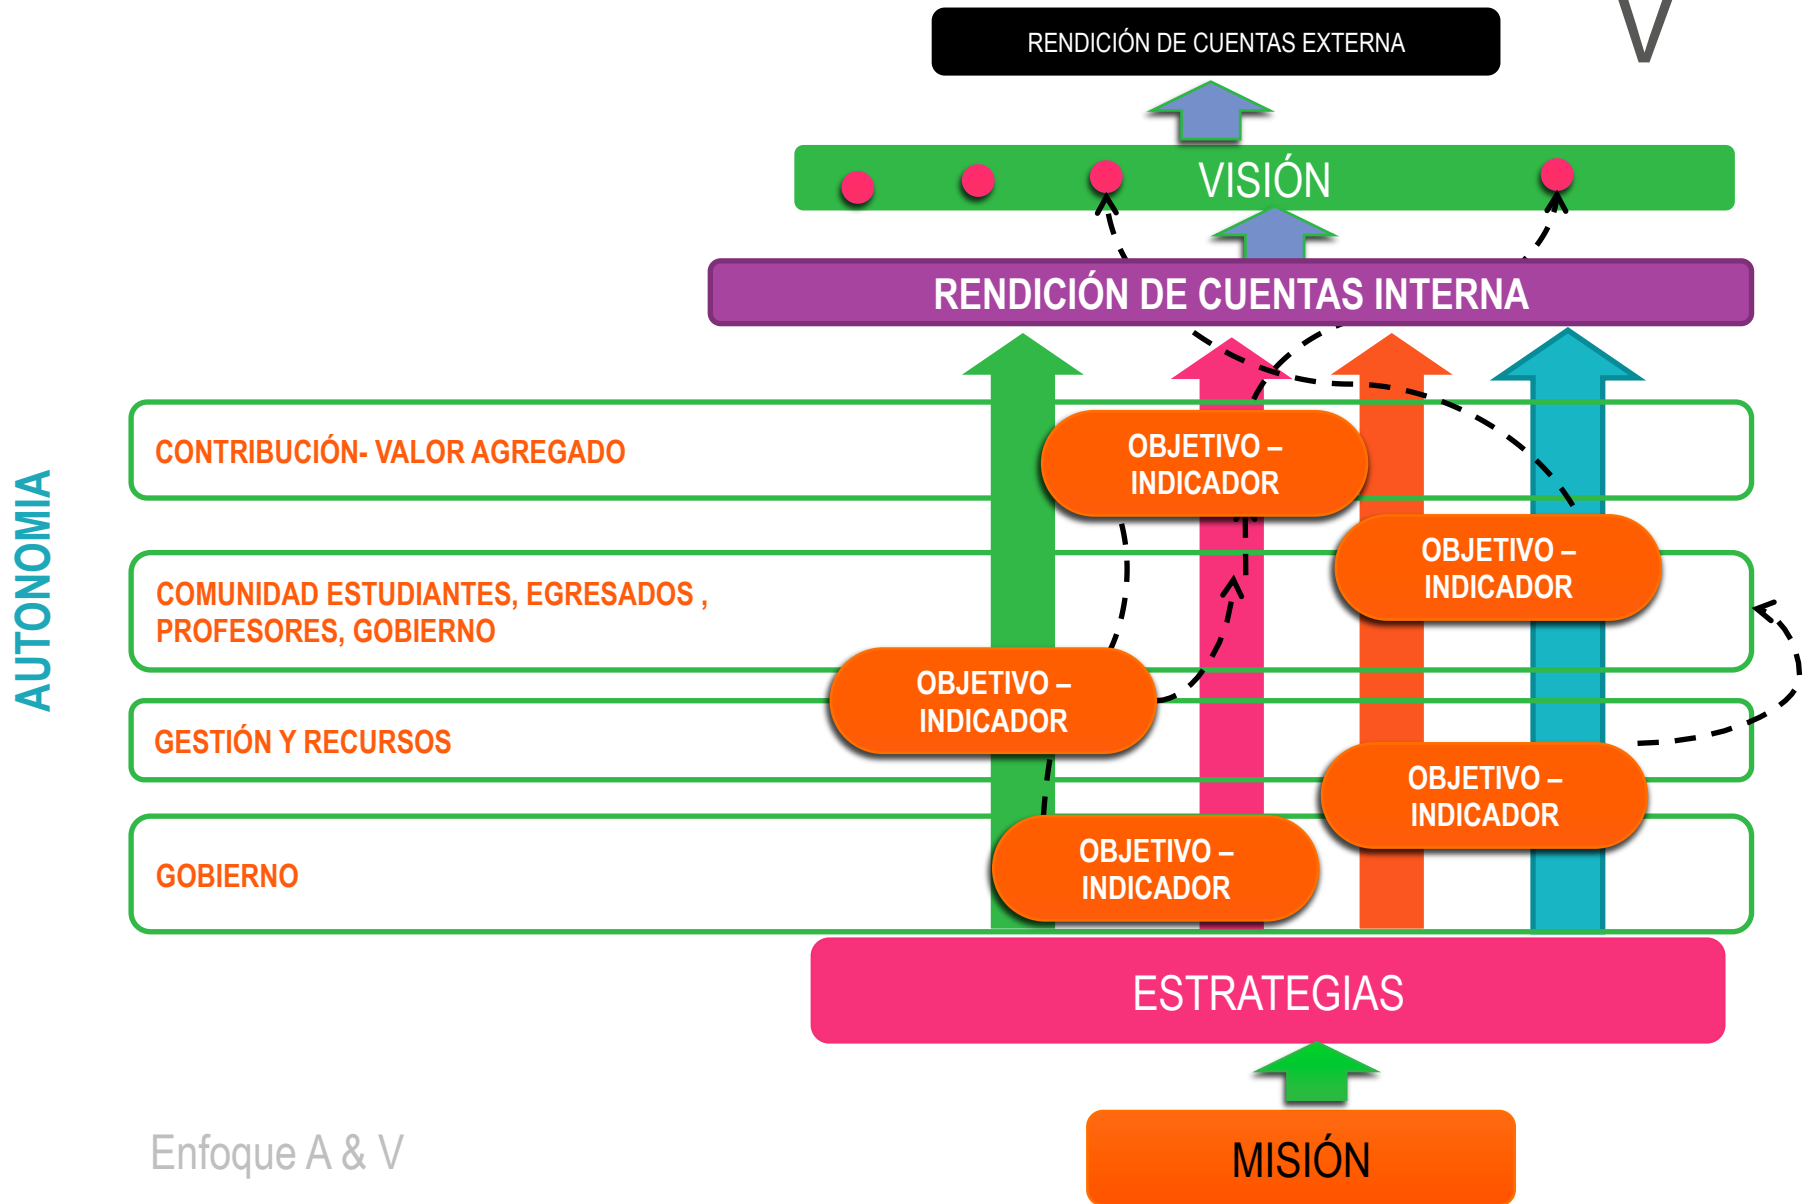 V
RENDICIÓN DE CUENTAS EXTERNA
VISIÓN
RENDICIÓN DE CUENTAS INTERNA
AUTONOMIA
CONTRIBUCIÓN- VALOR AGREGADO
OBJETIVO –
INDICADOR
OBJETIVO –
INDICADOR
COMUNIDAD ESTUDIANTES, EGRESADOS ,
PROFESORES, GOBIERNO
OBJETIVO –
INDICADOR
GESTIÓN Y RECURSOS
OBJETIVO –
INDICADOR
GOBIERNO
OBJETIVO –
INDICADOR
ESTRATEGIAS
MISIÓN
Enfoque A & V